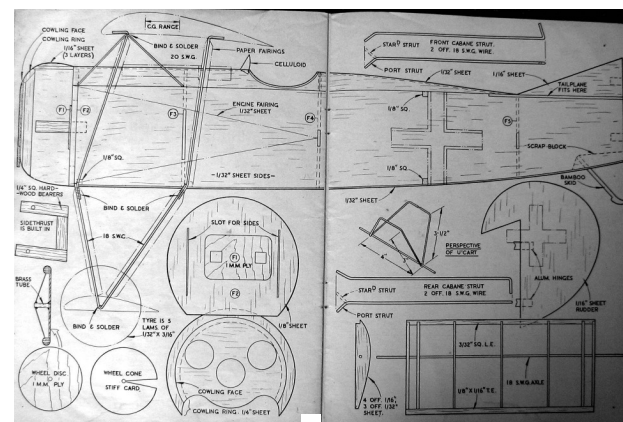 COWLING FACE
COWLING RING
1/16" SHEET
(3 LAYERS)
C.G. RANGE
BIND & SOLDER
20 S.W.G.
PAPER FAIRINGS
CELLULOID
STARD STRUT
FRONT CABANE STRUT.
2 OFF. 18 S.W.G. WIRE.
PORT STRUT
1/32" SHEET
1/16" SHEET
TAILPLANE
FITS HERE
F1
F2
F3
ENGINE FAIRING
1/32" SHEET
F4
1/8" SQ.
F5
1/8" SQ.
-1/32" SHEET SIDES-
1/8" SQ.
SCRAP BLOCK
BAMBOO
SKID
1/4" SQ. HARD-
-WOOD BEARERS
BIND & SOLDER
SIDETHRUST
IS BUILT IN
18 S.W.G.
SLOT FOR SIDES
F1
1 M.M. PLY
F2
1/32" SHEET
3-1/2"
4"
3"
PERSPECTIVE
OF U'CART
ALUM. HINGES
1/16" SHEET
RUDDER
BRASS
TUBE
BIND & SOLDER
TYRE IS 5
LAMS. OF
1/32" X 3/16"
1/8" SHEET
STARD STRUT
REAR CABANE STRUT
2 OFF. 18 S.W.G. WIRE
PORT STRUT
WHEEL DISC
1 M.M. PLY
WHEEL CONE
STIFF CARD
COWLING FACE
COWLING RING. 1/4" SHEET
4 OFF. 1/16",
3 OFF. 1/32"
SHEET.
3/32" SQ. L.E.
18 S.W.G. AXLE
1/8" X 1/16" T.E.